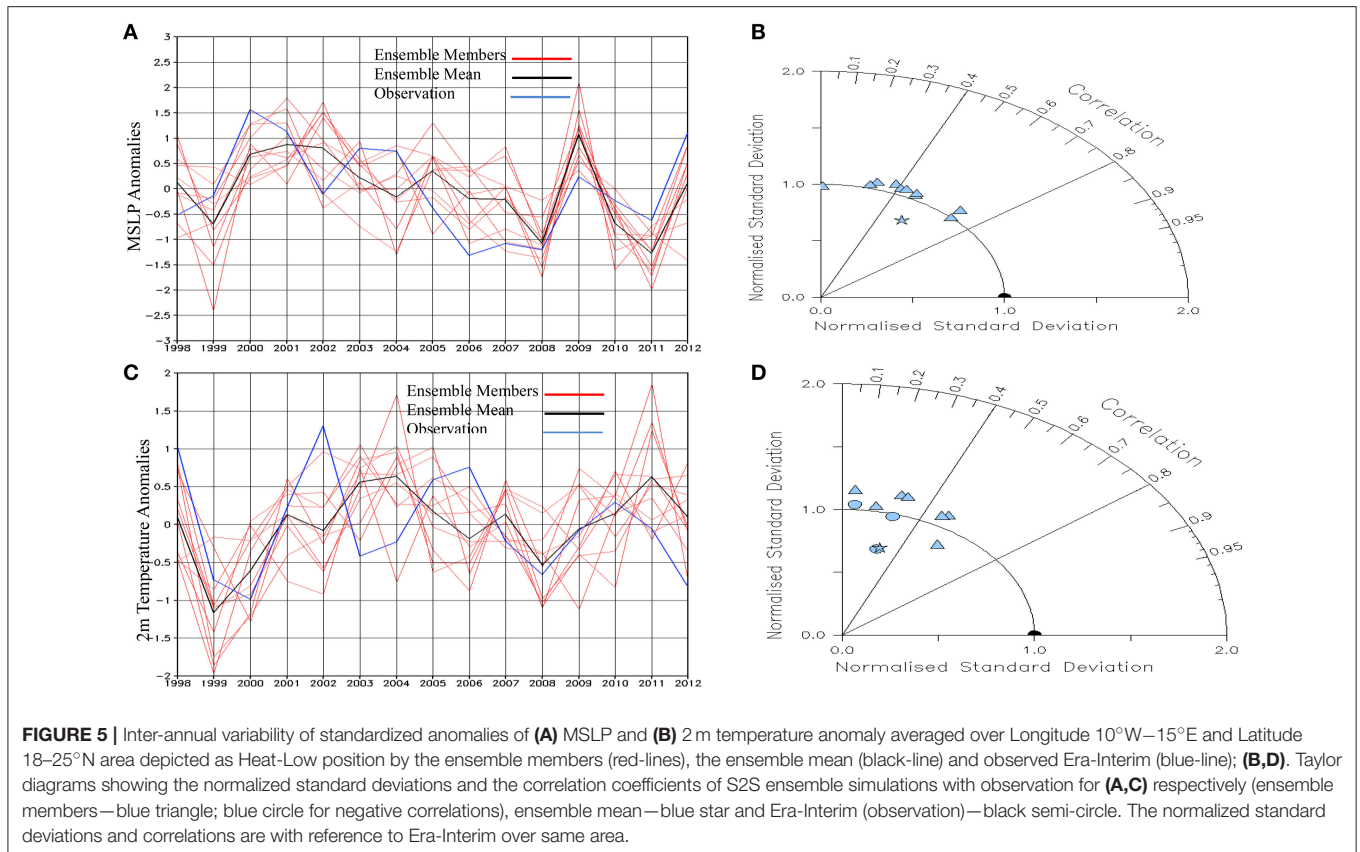 A
MSLP Anomalies
3
2.5
2
1.5
1
0.5
0
−0.5
−1
−1.5
−2
−2.5
−3
Ensemble Members
Ensemble Mean
Observation
1998 1999 2000 2001 2002 2003 2004 2005 2006 2007 2008 2009 2010 2011 2012
B
Normalised Standard Deviation
2.0
1.0
0.0
0.1 0.2 0.3 0.4 0.5 0.6 0.7 0.8 0.9 0.95
Correlation
0.0 1.0 2.0
Normalised Standard Deviation
C
2m Temperature Anomalies
2
1.5
1
0.5
0
−0.5
−1
−1.5
−2
Ensemble Members
Ensemble Mean
Observation
1998 1999 2000 2001 2002 2003 2004 2005 2006 2007 2008 2009 2010 2011 2012
D
Normalised Standard Deviation
2.0
1.0
0.0
0.1 0.2 0.3 0.4 0.5 0.6 0.7 0.8 0.9 0.95
Correlation
0.0 1.0 2.0
Normalised Standard Deviation
FIGURE 5 | Inter-annual variability of standardized anomalies of (A) MSLP and (B) 2 m temperature anomaly averaged over Longitude 10°W–15°E and Latitude
18–25°N area depicted as Heat-Low position by the ensemble members (red-lines), the ensemble mean (black-line) and observed Era-Interim (blue-line); (B,D). Taylor
diagrams showing the normalized standard deviations and the correlation coefficients of S2S ensemble simulations with observation for (A,C) respectively (ensemble
members—blue triangle; blue circle for negative correlations), ensemble mean—blue star and Era-Interim (observation)—black semi-circle. The normalized standard
deviations and correlations are with reference to Era-Interim over same area.